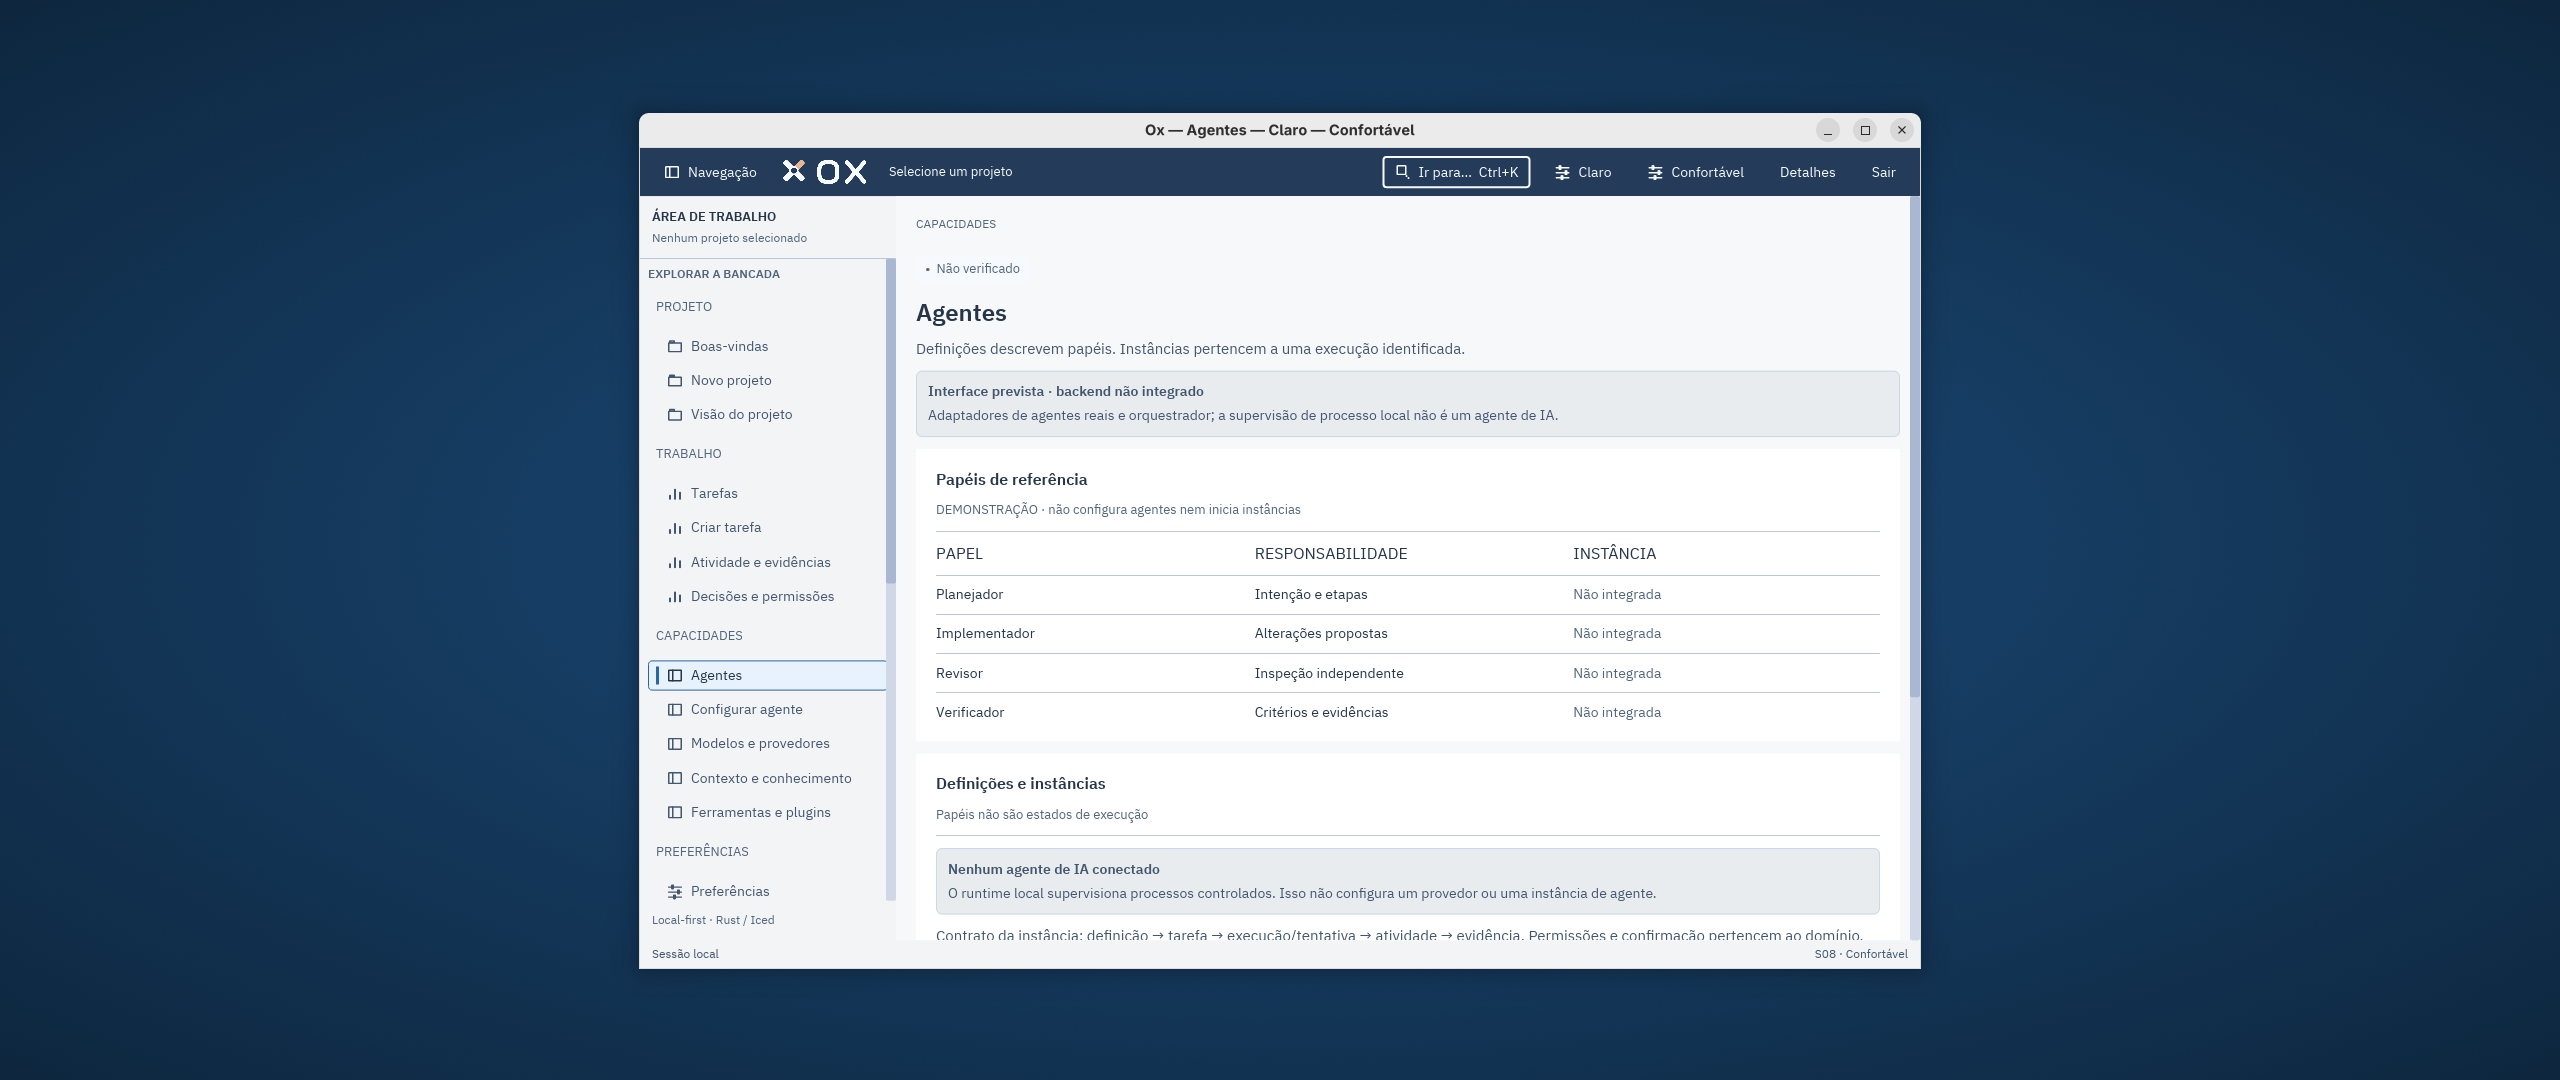 Ox — Agentes — Claro — Confortável
Navegação
OX
Selecione um projeto
Ir para... Ctrl+K
Claro
Confortável
Detalhes
Sair
ÁREA DE TRABALHO
Nenhum projeto selecionado
EXPLORAR A BANCADA
PROJETO
Boas-vindas
Novo projeto
Visão do projeto
TRABALHO
Tarefas
Criar tarefa
Atividade e evidências
Decisões e permissões
CAPACIDADES
Agentes
Configurar agente
Modelos e provedores
Contexto e conhecimento
Ferramentas e plugins
PREFERÊNCIAS
Preferências
Local-first · Rust / Iced
CAPACIDADES
• Não verificado
Agentes
Definições descrevem papéis. Instâncias pertencem a uma execução identificada.
Interface prevista · backend não integrado
Adaptadores de agentes reais e orquestrador; a supervisão de processo local não é um agente de IA.
Papéis de referência
DEMONSTRAÇÃO · não configura agentes nem inicia instâncias
PAPEL RESPONSABILIDADE INSTÂNCIA
Planejador Intenção e etapas Não integrada
Implementador Alterações propostas Não integrada
Revisor Inspeção independente Não integrada
Verificador Critérios e evidências Não integrada
Definições e instâncias
Papéis não são estados de execução
Nenhum agente de IA conectado
O runtime local supervisiona processos controlados. Isso não configura um provedor ou uma instância de agente.
Contrato da instância: definição → tarefa → execução/tentativa → atividade → evidência. Permissões e confirmação pertencem ao domínio.
Sessão local
S08 · Confortável